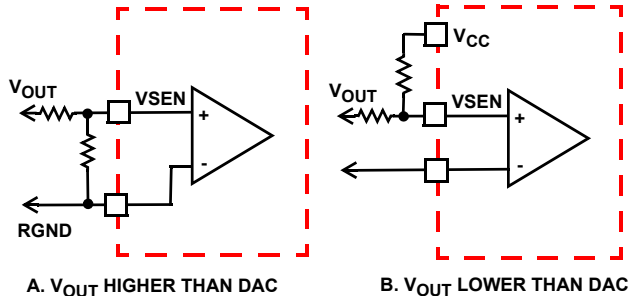 VCC
VOUT
VSEN
+
-
RGND
VOUT
VSEN
+
-
A. VOUT HIGHER THAN DAC
B. VOUT LOWER THAN DAC